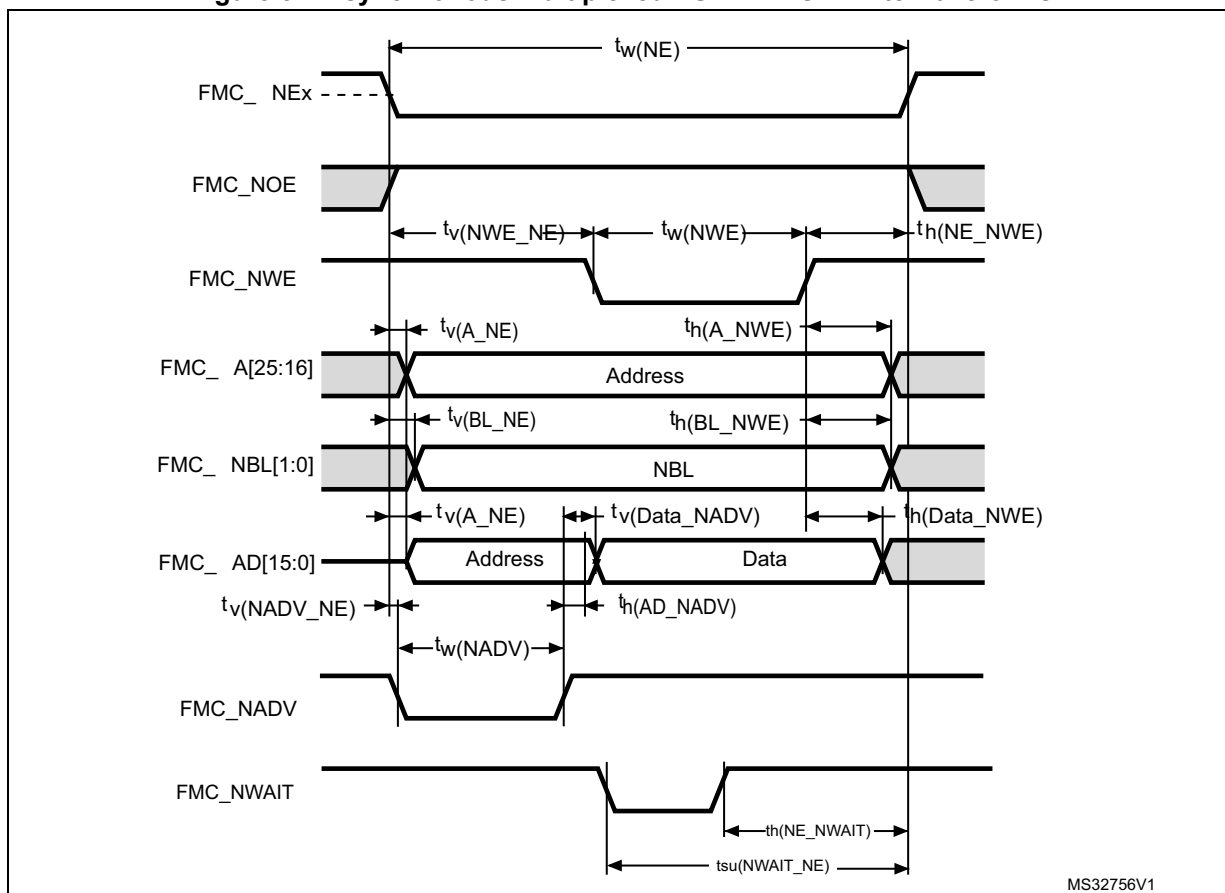 tw(NE)
FMC_ NEx
FMC_NOE
tv(NWE_NE) tw(NWE) th(NE_NWE)
FMC_NWE
tv(A_NE) th(A_NWE)
FMC_ A[25:16] Address
tv(BL_NE) th(BL_NWE)
FMC_ NBL[1:0] NBL
tv(A_NE) tv(Data_NADV) th(Data_NWE)
FMC_ AD[15:0] Address Data
tv(NADV_NE) th(AD_NADV)
tw(NADV)
FMC_NADV
FMC_NWAIT
th(NE_NWAIT)
tsu(NWAIT_NE)
MS32756V1